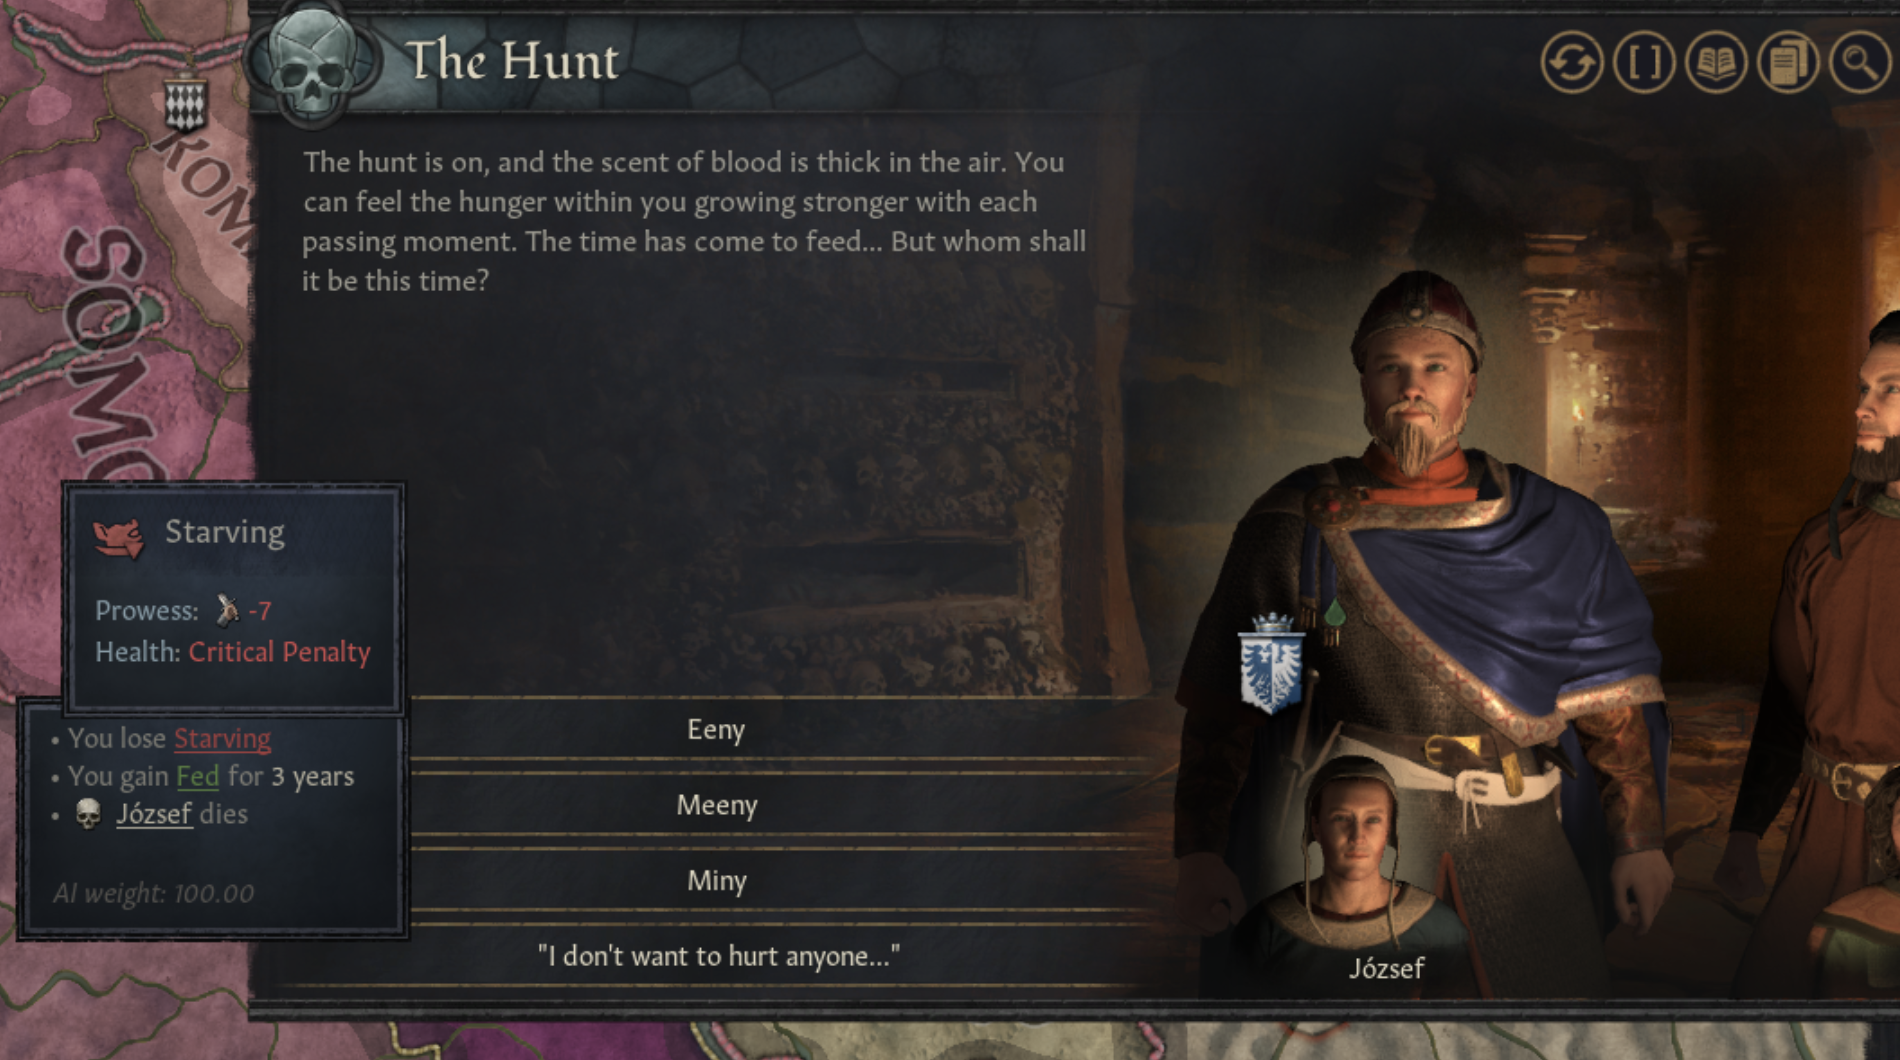 The Hunt
[ ]
The hunt is on, and the scent of blood is thick in the air. You
can feel the hunger within you growing stronger with each
passing moment. The time has come to feed... But whom shall
it be this time?
KOM
SOMO
Starving
Prowess: -7
Health: Critical Penalty
• You lose Starving
• You gain Fed for 3 years
• József dies
AI weight: 100.00
Eeny
Meeny
Miny
"I don't want to hurt anyone..."
József